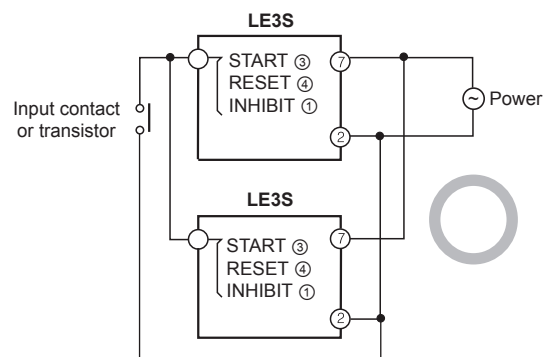 LE3S
START ③
RESET ④
INHIBIT ①
⑦
②
Input contact
or transistor
~ Power
LE3S
START ③
RESET ④
INHIBIT ①
⑦
②